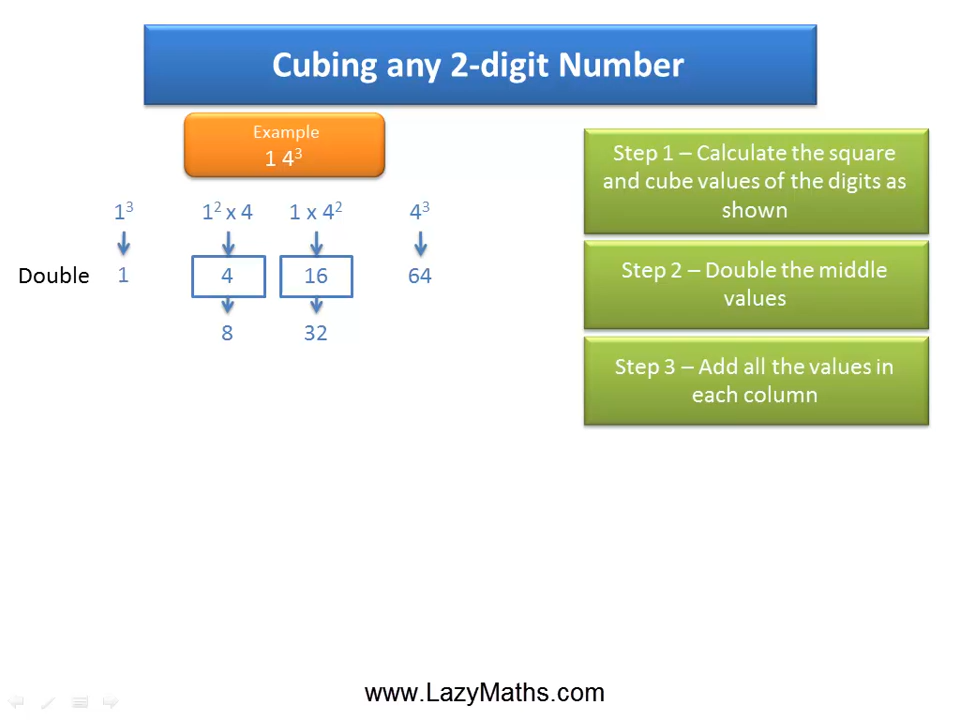 Cubing any 2-digit Number
Example
1 4³
1³ 1² x 4 1 x 4² 4³
Double 1 4 16 64
8 32
Step 1 – Calculate the square
and cube values of the digits as
shown
Step 2 – Double the middle
values
Step 3 – Add all the values in
each column
www.LazyMaths.com